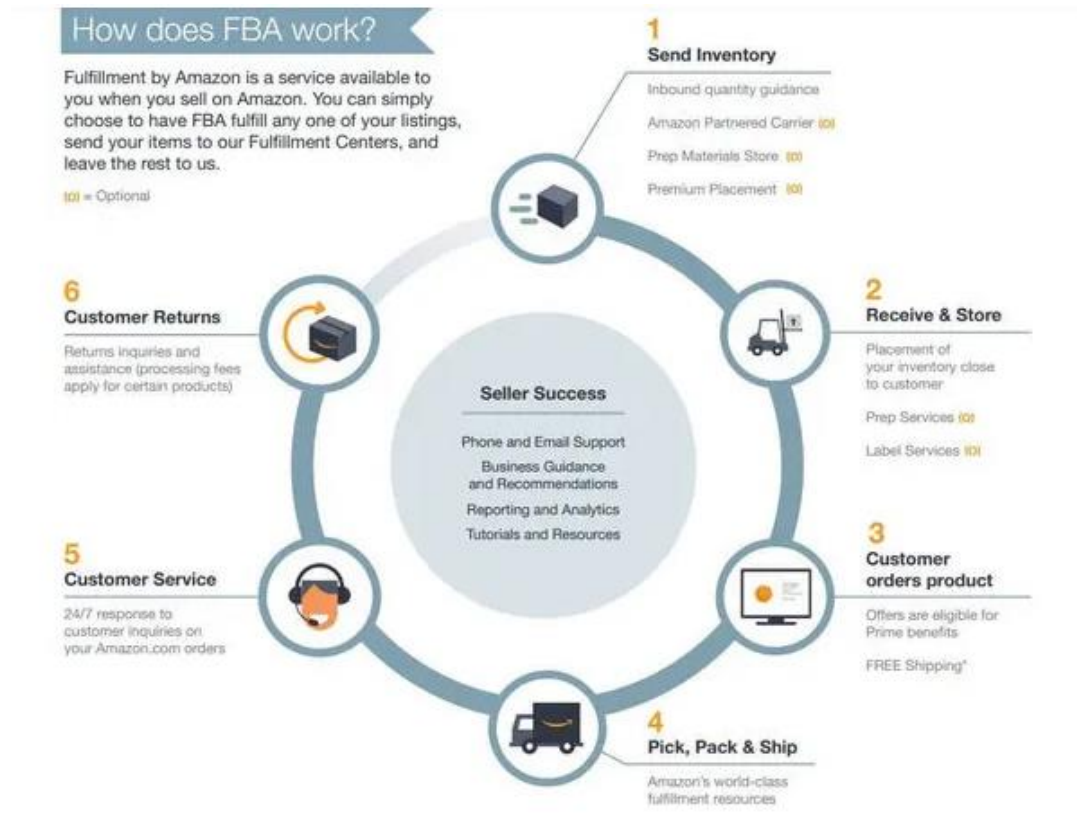 How does FBA work?
Fulfillment by Amazon is a service available to
you when you sell on Amazon. You can simply
choose to have FBA fulfill any one of your listings,
send your items to our Fulfillment Centers, and
leave the rest to us.
(O) = Optional
1
Send Inventory
Inbound quantity guidance
Amazon Partnered Carrier (O)
Prep Materials Store (O)
Premium Placement (O)
2
Receive & Store
Placement of
your inventory close
to customer
Prep Services (O)
Label Services (O)
3
Customer
orders product
Offers are eligible for
Prime benefits
FREE Shipping*
4
Pick, Pack & Ship
Amazon's world-class
fulfillment resources
5
Customer Service
24/7 response to
customer inquiries on
your Amazon.com orders
6
Customer Returns
Returns inquiries and
assistance (processing fees
apply for certain products)
Seller Success
Phone and Email Support
Business Guidance
and Recommendations
Reporting and Analytics
Tutorials and Resources